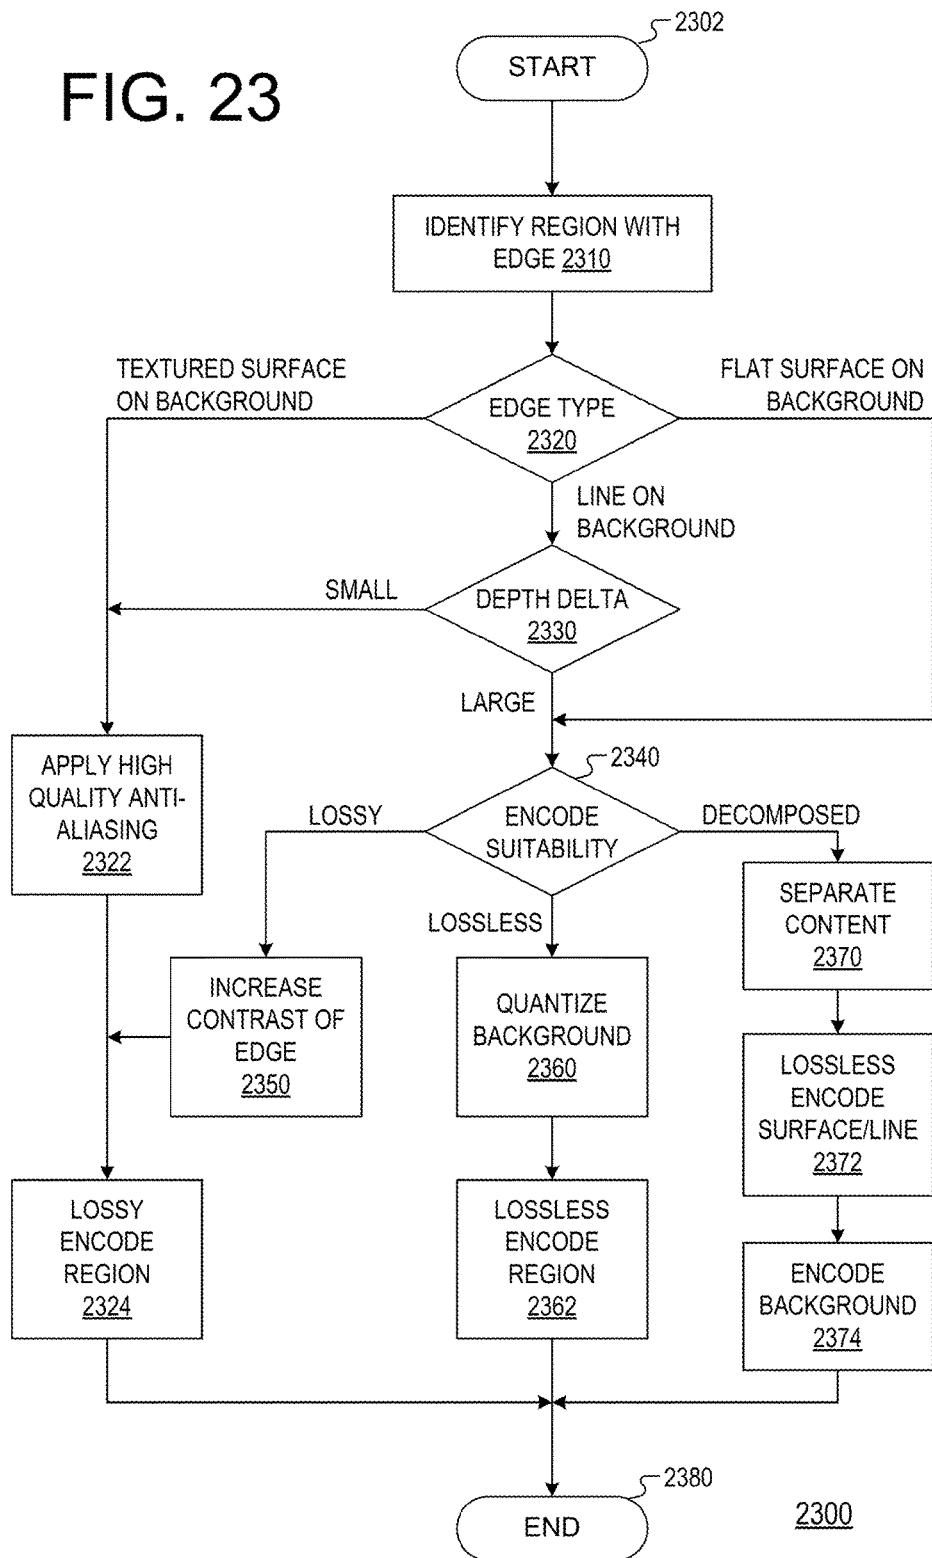 2302
START
FIG. 23
IDENTIFY REGION WITH
EDGE 2310
TEXTURED SURFACE
ON BACKGROUND
FLAT SURFACE ON
BACKGROUND
EDGE TYPE
2320
LINE ON
BACKGROUND
SMALL
DEPTH DELTA
2330
LARGE
APPLY HIGH
QUALITY ANTI-
ALIASING
2322
2340
LOSSY
ENCODE
SUITABILITY
DECOMPOSED
LOSSLESS
SEPARATE
CONTENT
2370
INCREASE
CONTRAST OF
EDGE
2350
QUANTIZE
BACKGROUND
2360
LOSSLESS
ENCODE
SURFACE/LINE
2372
LOSSY
ENCODE
REGION
2324
LOSSLESS
ENCODE
REGION
2362
ENCODE
BACKGROUND
2374
2380
END
2300